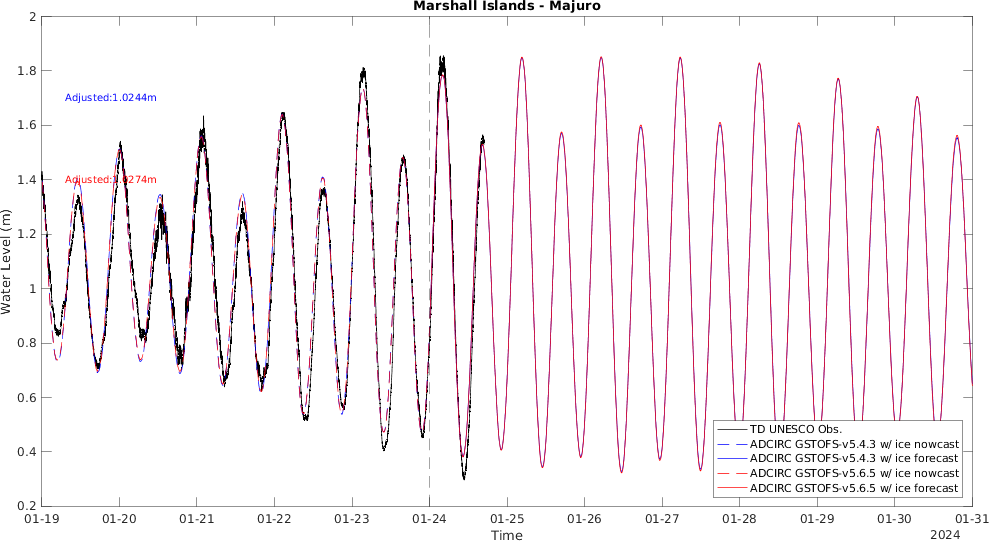 Marshall Islands - Majuro
Water Level (m)
2
1.8
1.6
1.4
1.2
1
0.8
0.6
0.4
0.2
Adjusted:1.0244m
Adjusted:1.0274m
TD UNESCO Obs.
ADCIRC GSTOFS-v5.4.3 w/ ice nowcast
ADCIRC GSTOFS-v5.4.3 w/ ice forecast
ADCIRC GSTOFS-v5.6.5 w/ ice nowcast
ADCIRC GSTOFS-v5.6.5 w/ ice forecast
01-19 01-20 01-21 01-22 01-23 01-24 01-25 01-26 01-27 01-28 01-29 01-30 01-31
Time
2024